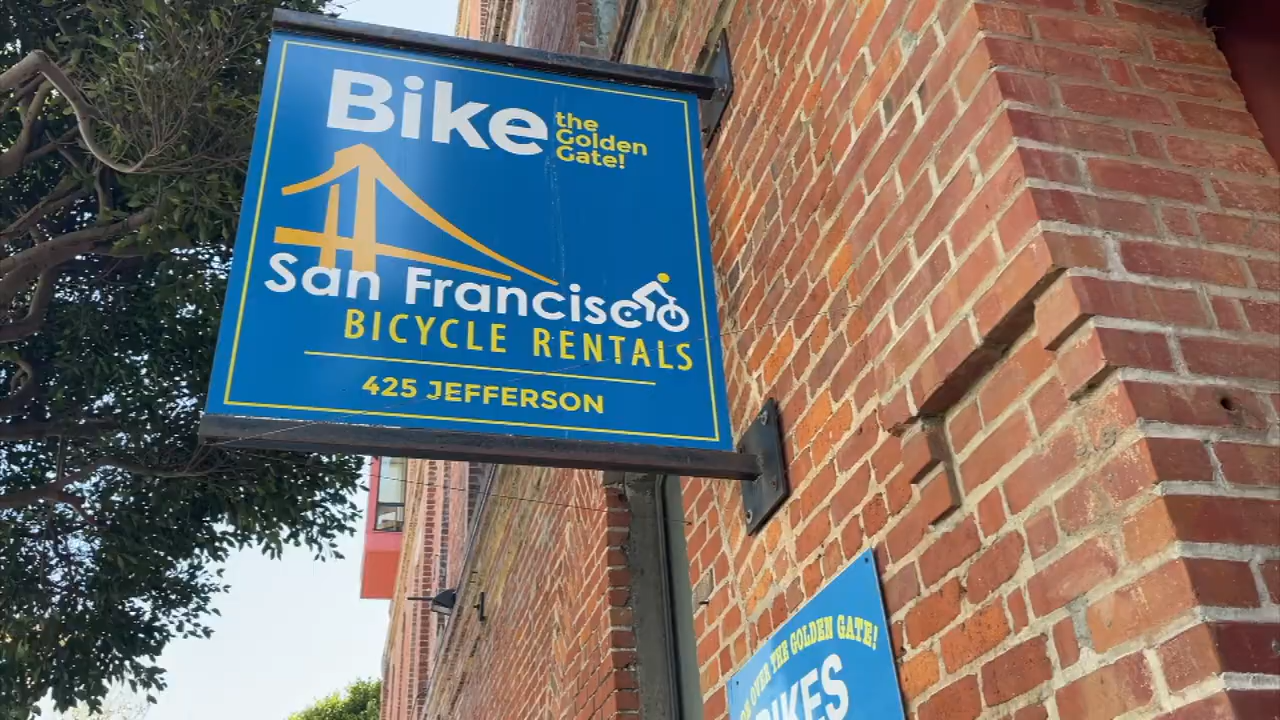 Bike the
Golden
Gate!
San Francisco
BICYCLE RENTALS
425 JEFFERSON
OVER THE GOLDEN GATE!
BIKES